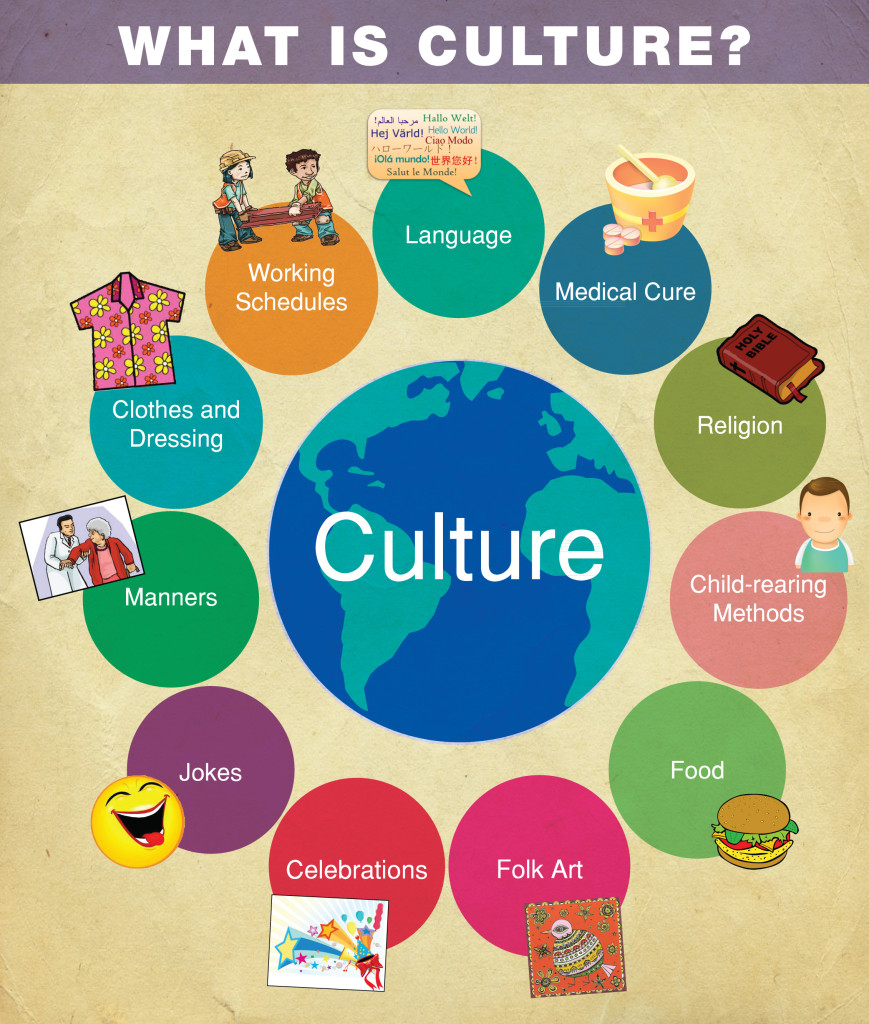 WHAT IS CULTURE?
مرحبا العالم!
Hallo Welt!
Hej Värld!
Hello World!
Ciao Modo
ハローワールド！
¡Olá mundo!
世界您好!
Salut le Monde!
Language
Working
Schedules
Medical Cure
HOLY
BIBLE
Clothes and
Dressing
Religion
Culture
Manners
Child-rearing
Methods
Jokes
Food
Celebrations
Folk Art